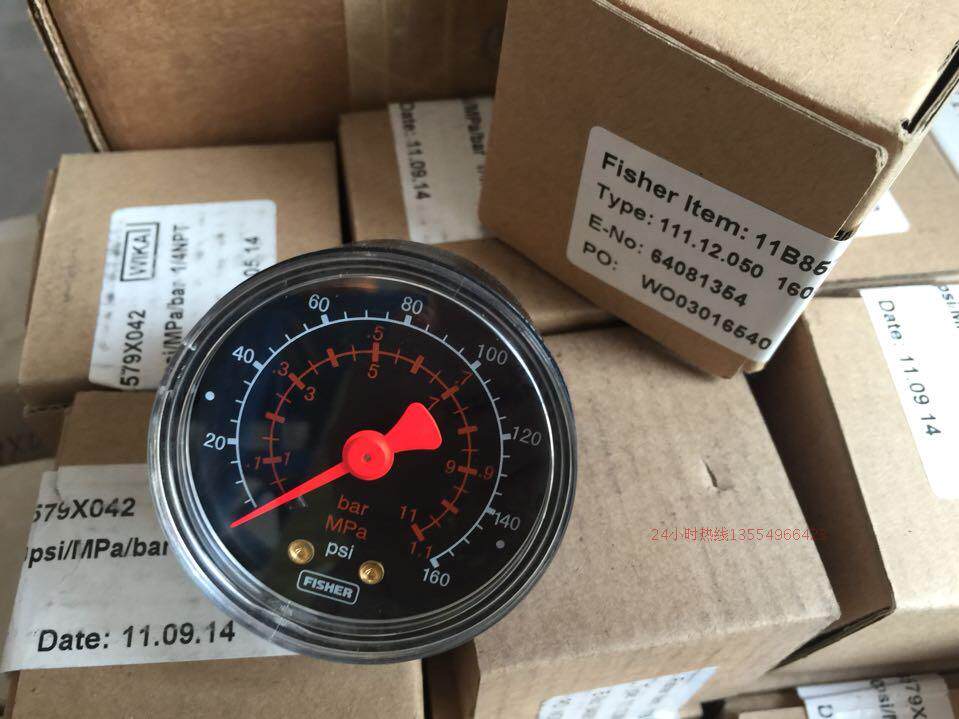 Fisher Item: 11B85
Type: 111.12.050 160
E-No: 64081354
PO: WO03016540
/MPa/bar
Date: 11.09.14
WIKA
579X042
si/MPa/bar 1/4NPT
05.14
Date 11.09.14
60
80
40
100
20
120
140
160
.5
5
.3
3
.7
7
.1
1
.9
9
11
1.1
bar
MPa
psi
FISHER
579X042
psi/MPa/bar
Date: 11.09.14
24小时热线1355496642
579X
psi/M